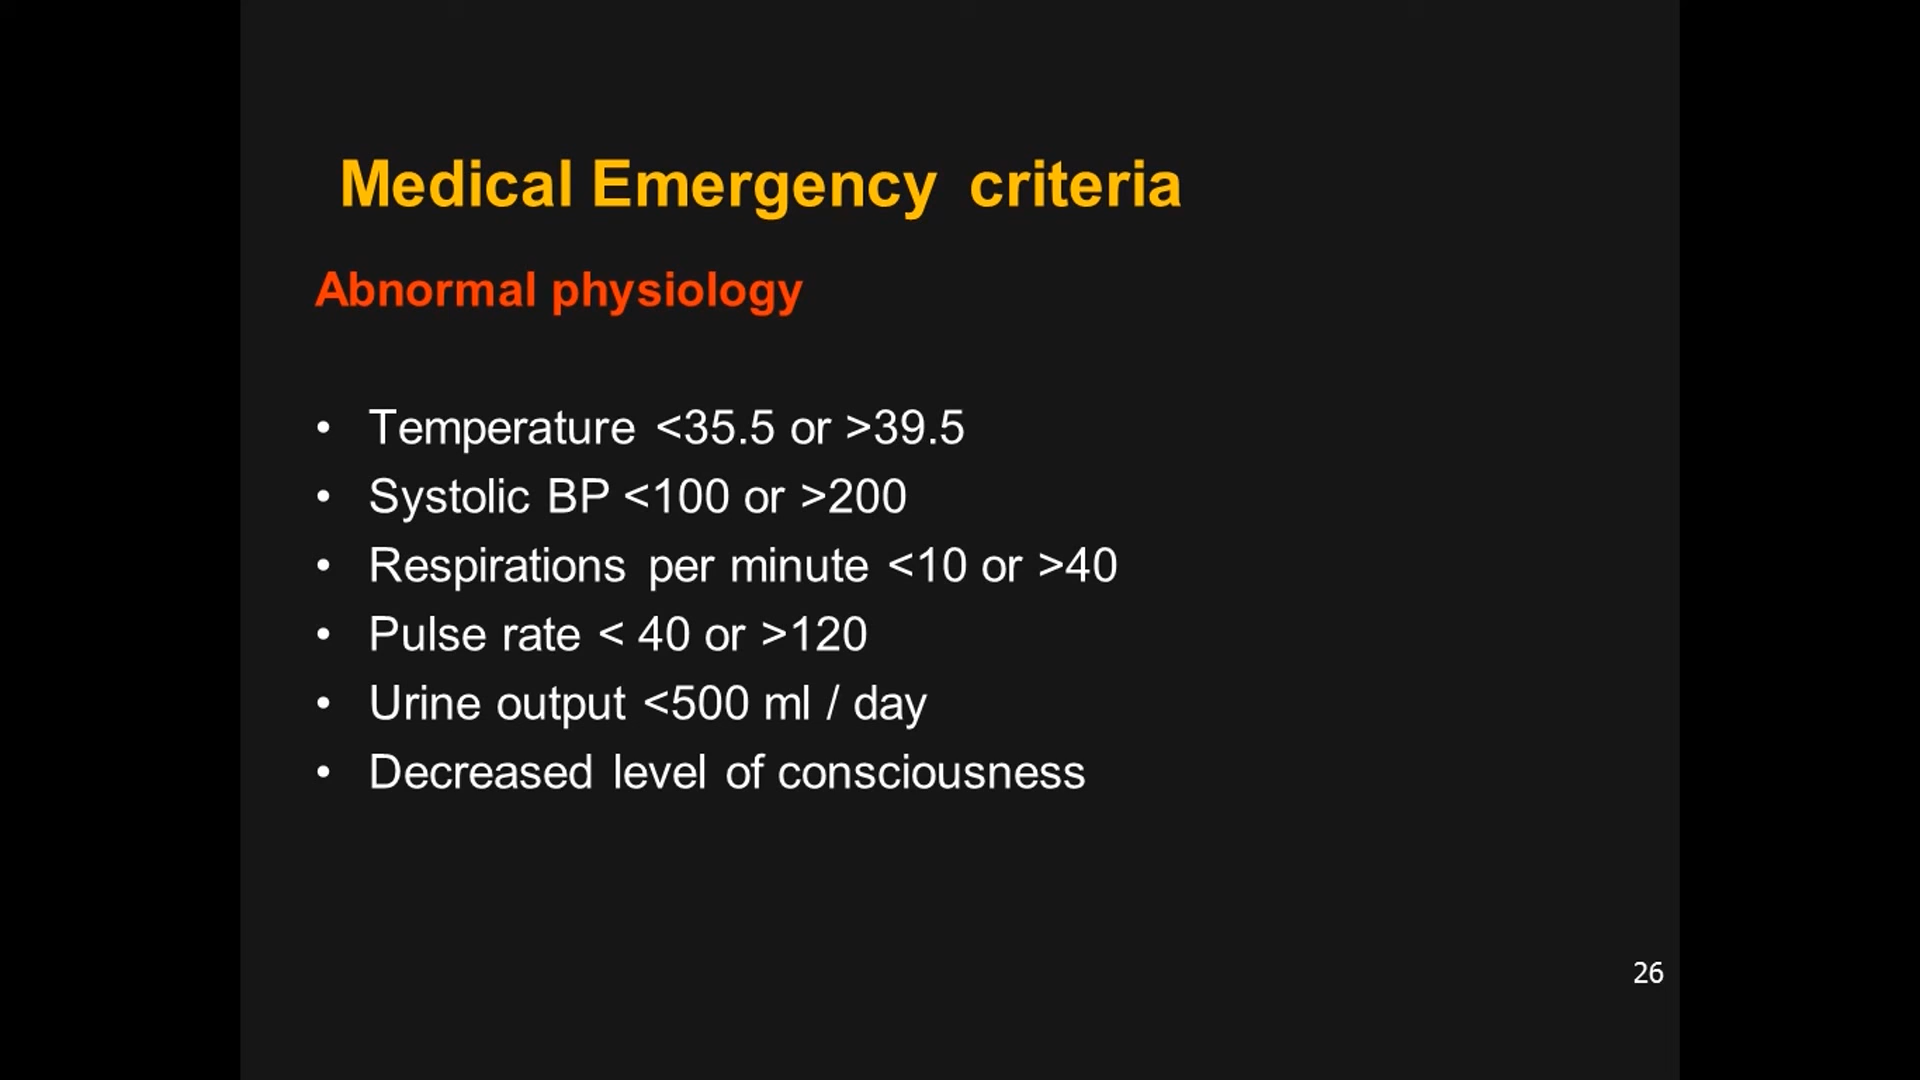 Medical Emergency criteria
Abnormal physiology
• Temperature <35.5 or >39.5
• Systolic BP <100 or >200
• Respirations per minute <10 or >40
• Pulse rate < 40 or >120
• Urine output <500 ml / day
• Decreased level of consciousness
26